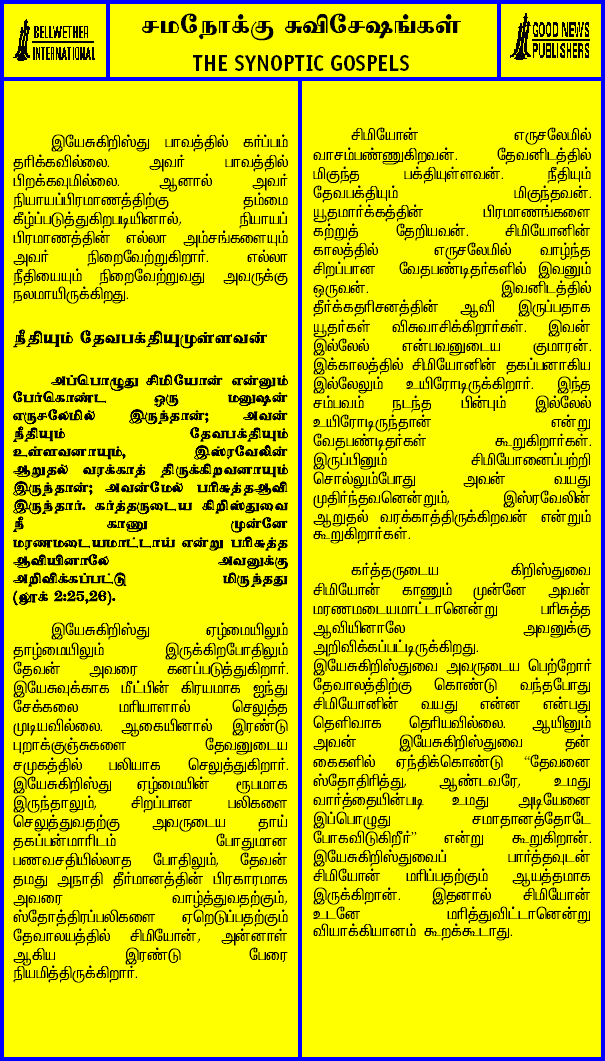 BELLWETHER
INTERNATIONAL
சமநோக்கு சுவிசேஷங்கள்
THE SYNOPTIC GOSPELS
GOOD NEWS
PUBLISHERS
இயேசுகிறிஸ்து பாவத்தில் கர்ப்பம்
தரிக்கவில்லை. அவர் பாவத்தில்
பிறக்கவுமில்லை. ஆனால் அவர்
நியாயப்பிரமாணத்திற்கு தம்மை
கீழ்ப்படுத்துகிறபடியினால், நியாயப்
பிரமாணத்தின் எல்லா அம்சங்களையும்
அவர் நிறைவேற்றுகிறார். எல்லா
நீதியையும் நிறைவேற்றுவது அவருக்கு
நலமாயிருக்கிறது.
நீதியும் தேவபக்தியுமுள்ளவன்
அப்பொழுது சிமியோன் என்னும்
பேர்கொண்ட ஒரு மனுஷன்
எருசலேமில் இருந்தான்; அவன்
நீதியும் தேவபக்தியும்
உள்ளவனாயும், இஸ்ரவேலின்
ஆறுதல் வரக்காத் திருக்கிறவனாயும்
இருந்தான்; அவன்மேல் பரிசுத்தஆவி
இருந்தார். கர்த்தருடைய கிறிஸ்துவை
நீ காணு முன்னே
மரணமடையமாட்டாய் என்று பரிசுத்த
ஆவியினாலே அவனுக்கு
அறிவிக்கப்பட்டு மிருந்தது
(லூக் 2:25,26).
இயேசுகிறிஸ்து ஏழ்மையிலும்
தாழ்மையிலும் இருக்கிறபோதிலும்
தேவன் அவரை கனப்படுத்துகிறார்.
இயேசுவுக்காக மீட்பின் கிரயமாக ஐந்து
சேக்கலை மரியாளால் செலுத்த
முடியவில்லை. ஆகையினால் இரண்டு
புறாக்குஞ்சுகளை தேவனுடைய
சமுகத்தில் பலியாக செலுத்துகிறார்.
இயேசுகிறிஸ்து ஏழ்மையின் ரூபமாக
இருந்தாலும், சிறப்பான பலிகளை
செலுத்துவதற்கு அவருடைய தாய்
தகப்பன்மாரிடம் போதுமான
பணவசதியில்லாத போதிலும், தேவன்
தமது அநாதி தீர்மானத்தின் பிரகாரமாக
அவரை வாழ்த்துவதற்கும்,
ஸ்தோத்திரப்பலிகளை ஏறெடுப்பதற்கும்
தேவாலயத்தில் சிமியோன், அன்னாள்
ஆகிய இரண்டு பேரை
நியமித்திருக்கிறார்.
சிமியோன் எருசலேமில்
வாசம்பண்ணுகிறவன். தேவனிடத்தில்
மிகுந்த பக்தியுள்ளவன். நீதியும்
தேவபக்தியும் மிகுந்தவன்.
யூதமார்க்கத்தின் பிரமாணங்களை
கற்றுத் தேறியவன். சிமியோனின்
காலத்தில் எருசலேமில் வாழ்ந்த
சிறப்பான வேதபண்டிதர்களில் இவனும்
ஒருவன். இவனிடத்தில்
தீர்க்கதரிசனத்தின் ஆவி இருப்பதாக
யூதர்கள் விசுவாசிக்கிறார்கள். இவன்
இல்லேல் என்பவனுடைய குமாரன்.
இக்காலத்தில் சிமியோனின் தகப்பனாகிய
இல்லேலும் உயிரோடிருக்கிறார். இந்த
சம்பவம் நடந்த பின்பும் இல்லேல்
உயிரோடிருந்தான் என்று
வேதபண்டிதர்கள் கூறுகிறார்கள்.
இருப்பினும் சிமியோனைப்பற்றி
சொல்லும்போது அவன் வயது
முதிர்ந்தவனென்றும், இஸ்ரவேலின்
ஆறுதல் வரக்காத்திருக்கிறவன் என்றும்
கூறுகிறார்கள்.
கர்த்தருடைய கிறிஸ்துவை
சிமியோன் காணும் முன்னே அவன்
மரணமடையமாட்டானென்று பரிசுத்த
ஆவியினாலே அவனுக்கு
அறிவிக்கப்பட்டிருக்கிறது.
இயேசுகிறிஸ்துவை அவருடைய பெற்றோர்
தேவாலத்திற்கு கொண்டு வந்தபோது
சிமியோனின் வயது என்ன என்பது
தெளிவாக தெரியவில்லை. ஆயினும்
அவன் இயேசுகிறிஸ்துவை தன்
கைகளில் ஏந்திக்கொண்டு "தேவனை
ஸ்தோதிரித்து, ஆண்டவரே, உமது
வார்த்தையின்படி உமது அடியேனை
இப்பொழுது சமாதானத்தோடே
போகவிடுகிறீர்" என்று கூறுகிறான்.
இயேசுகிறிஸ்துவைப் பார்த்தவுடன்
சிமியோன் மரிப்பதற்கும் ஆயத்தமாக
இருக்கிறான். இதனால் சிமியோன்
உடனே மரித்துவிட்டானென்று
வியாக்கியானம் கூறக்கூடாது.